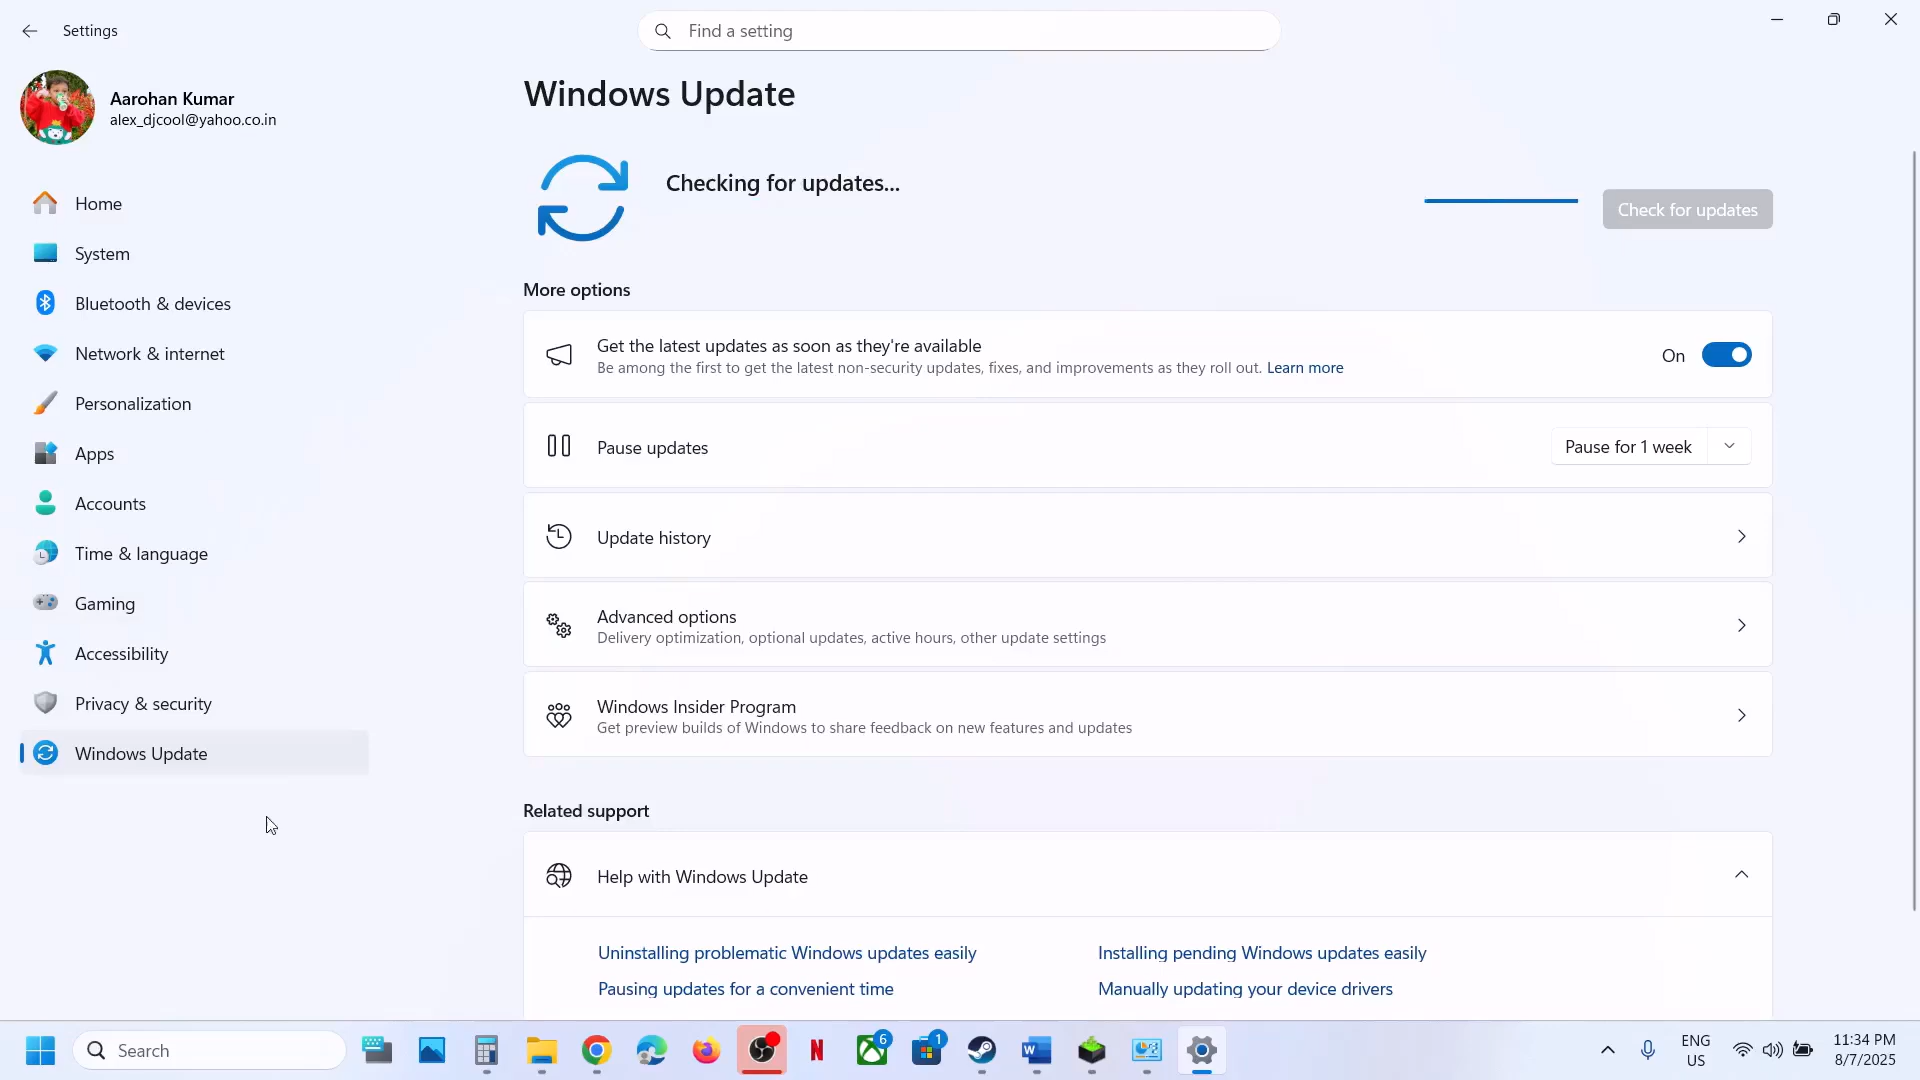 Settings
Find a setting
Aarohan Kumar
alex_djcool@yahoo.co.in
Home
System
Bluetooth & devices
Network & internet
Personalization
Apps
Accounts
Time & language
Gaming
Accessibility
Privacy & security
Windows Update
Windows Update
Checking for updates...
Check for updates
More options
Get the latest updates as soon as they're available
Be among the first to get the latest non-security updates, fixes, and improvements as they roll out. Learn more
On
Pause updates
Pause for 1 week
Update history
Advanced options
Delivery optimization, optional updates, active hours, other update settings
Windows Insider Program
Get preview builds of Windows to share feedback on new features and updates
Related support
Help with Windows Update
Uninstalling problematic Windows updates easily
Installing pending Windows updates easily
Pausing updates for a convenient time
Manually updating your device drivers
Search
N
6
1
W
ENG
US
11:34 PM
8/7/2025